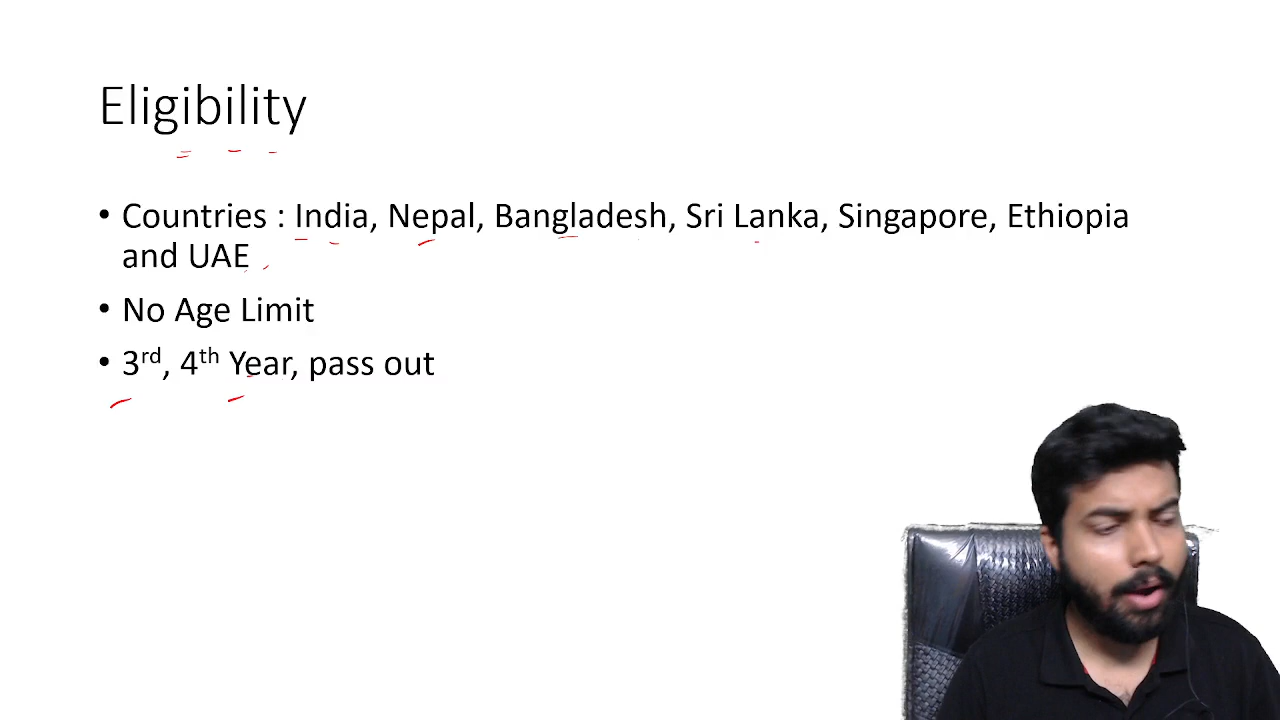 Eligibility
• Countries : India, Nepal, Bangladesh, Sri Lanka, Singapore, Ethiopia
and UAE
• No Age Limit
• 3rd, 4th Year, pass out